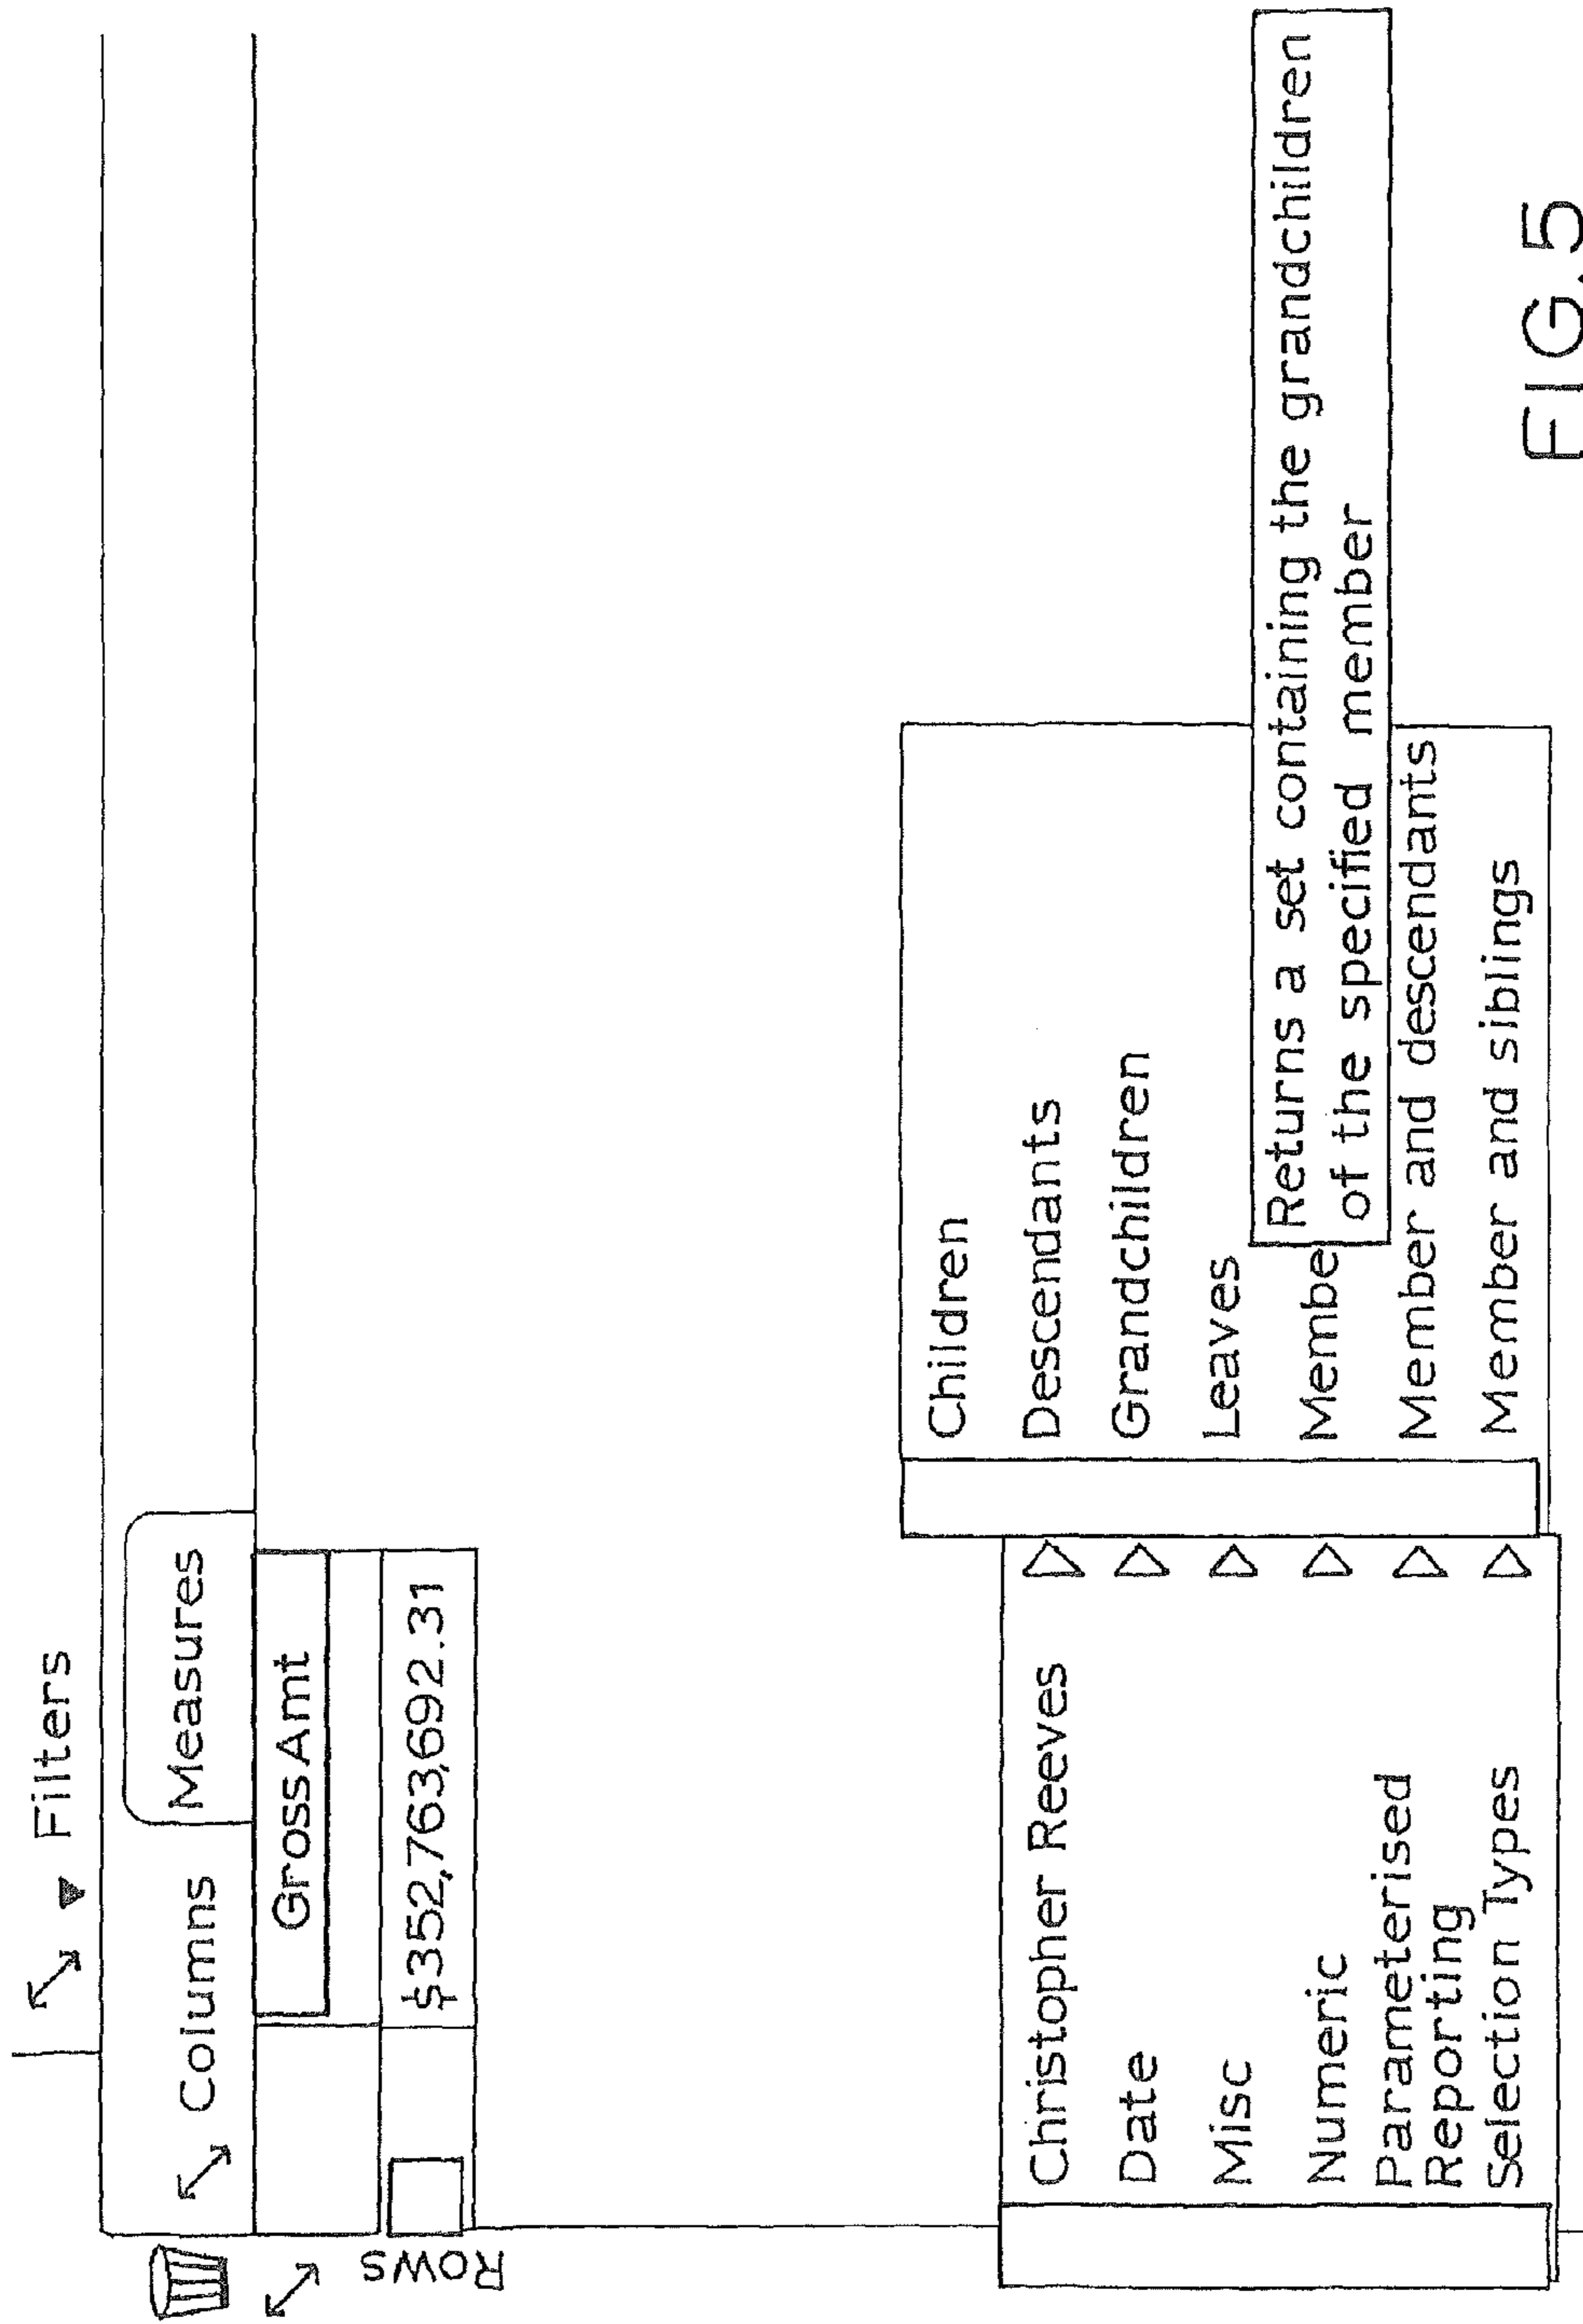 Filters
Columns
Measures
GrossAmt
Rows
$352,763,692.31
Christopher Reeves
Date
Misc
Numeric
Parameterised
Reporting
Selection Types
Children
Descendants
Grandchildren
Leaves
Membe
Returns a set containing the grandchildren
of the specified member
Member and descendants
Member and siblings
FIG.5